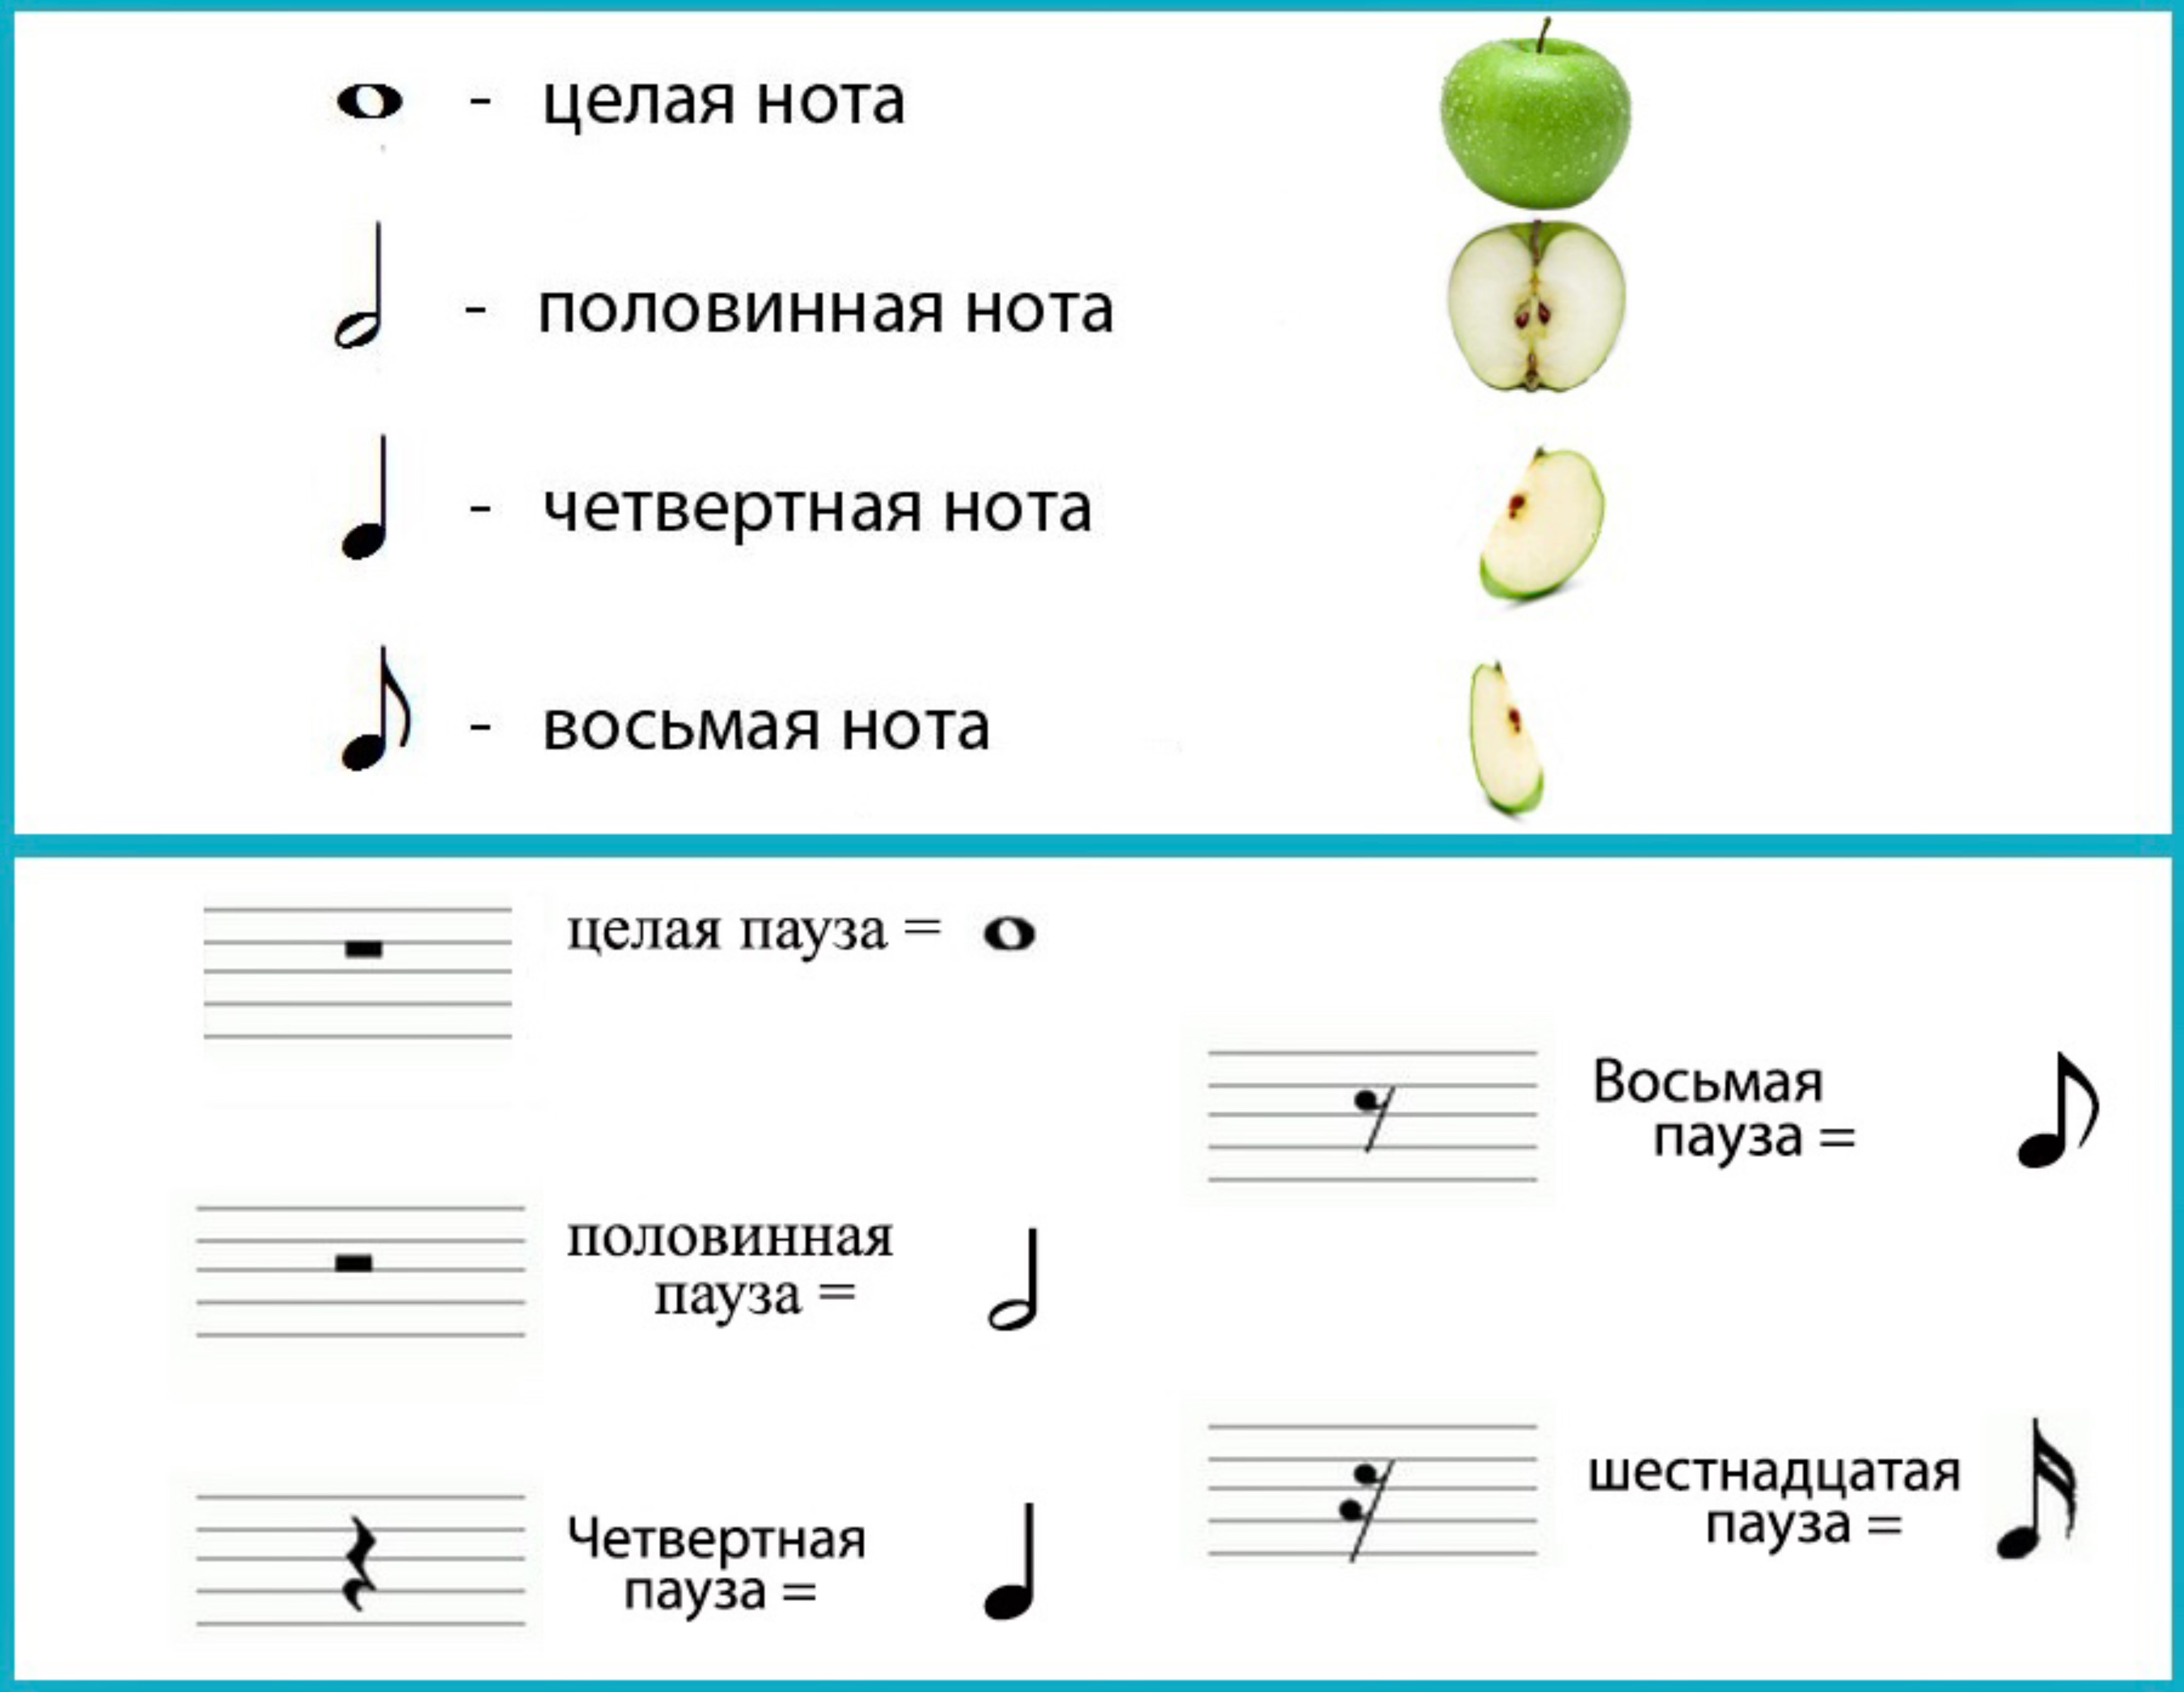 - целая нота
- половинная нота
- четвертная нота
- восьмая нота
целая пауза =
половинная
пауза =
Четвертная
пауза =
Восьмая
пауза =
шестнадцатая
пауза =